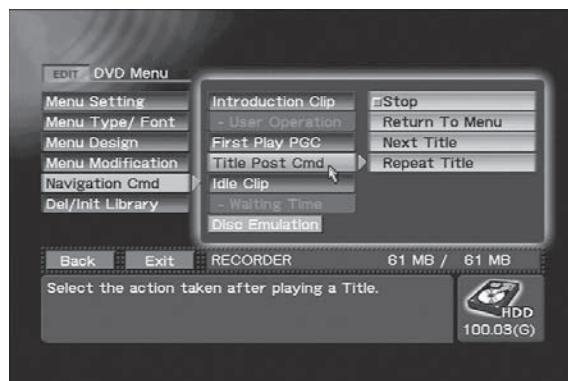 EDIT DVD Menu
Menu Setting
Menu Type/ Font
Menu Design
Menu Modification
Navigation Cmd
Del/Init Library
Introduction Clip
- User Operation
First Play PGC
Title Post Cmd
Idle Clip
- Waiting Time
Disc Emulation
Stop
Return To Menu
Next Title
Repeat Title
Back Exit RECORDER 61 MB / 61 MB
Select the action taken after playing a Title.
HDD
100.03(G)